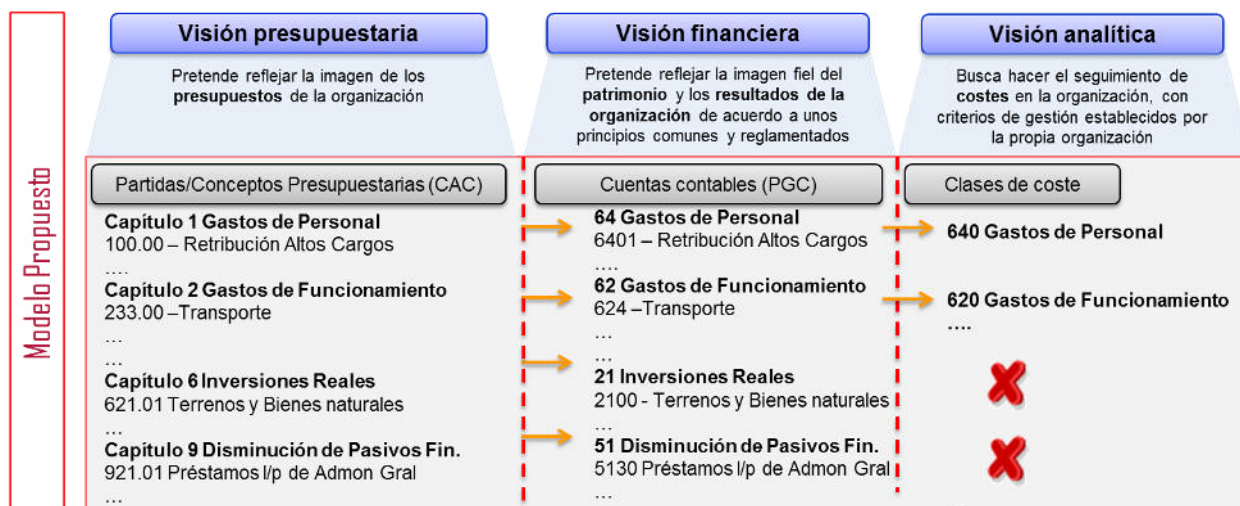 Modelo Propuesto
Visión presupuestaria
Pretende reflejar la imagen de los
presupuestos de la organización
Partidas/Conceptos Presupuestarias (CAC)
Capítulo 1 Gastos de Personal
100.00 – Retribución Altos Cargos
….
Capítulo 2 Gastos de Funcionamiento
233.00 –Transporte
…
…
Capítulo 6 Inversiones Reales
621.01 Terrenos y Bienes naturales
…
Capítulo 9 Disminución de Pasivos Fin.
921.01 Préstamos l/p de Admon Gral
…
Visión financiera
Pretende reflejar la imagen fiel del
patrimonio y los resultados de la
organización de acuerdo a unos
principios comunes y reglamentados
Cuentas contables (PGC)
64 Gastos de Personal
6401 – Retribución Altos Cargos
….
62 Gastos de Funcionamiento
624 –Transporte
…
…
21 Inversiones Reales
2100 - Terrenos y Bienes naturales
…
51 Disminución de Pasivos Fin.
5130 Préstamos l/p de Admon Gral
…
Visión analítica
Busca hacer el seguimiento de
costes en la organización, con
criterios de gestión establecidos por
la propia organización
Clases de coste
640 Gastos de Personal
620 Gastos de Funcionamiento
….